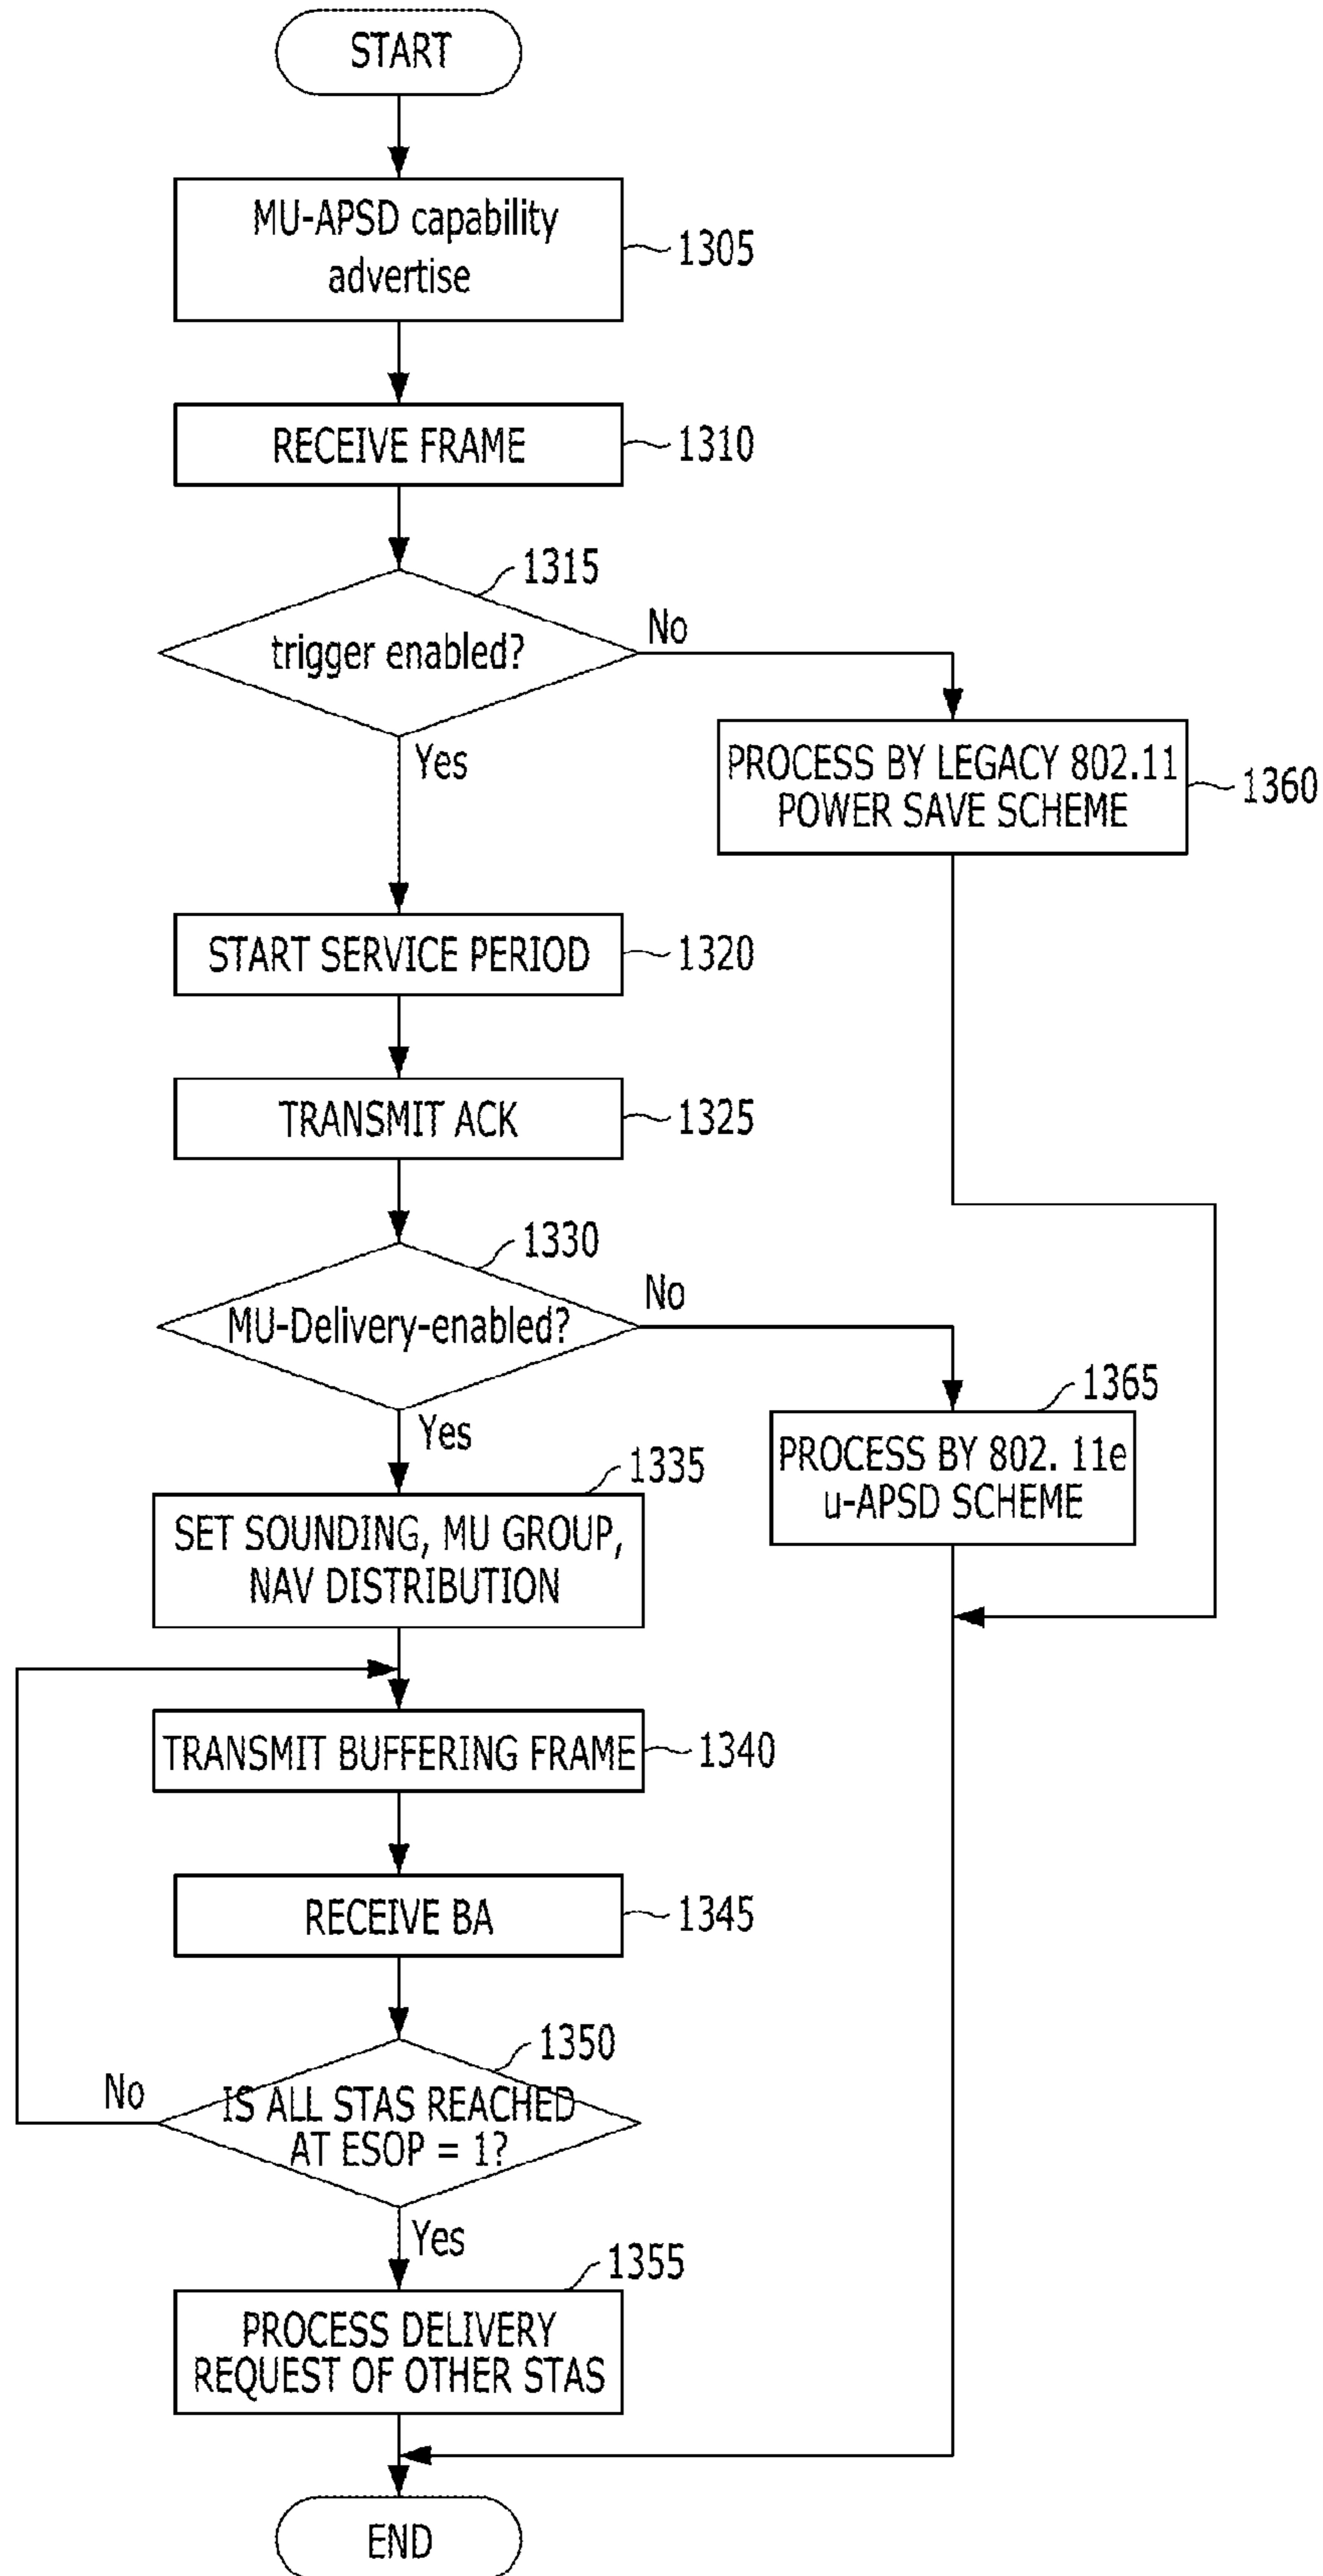 START
MU-APSD capability
advertise
1305
RECEIVE FRAME
1310
1315
trigger enabled?
No
Yes
PROCESS BY LEGACY 802.11
POWER SAVE SCHEME
1360
START SERVICE PERIOD
1320
TRANSMIT ACK
1325
1330
MU-Delivery-enabled?
No
Yes
1365
PROCESS BY 802. 11e
u-APSD SCHEME
1335
SET SOUNDING, MU GROUP,
NAV DISTRIBUTION
TRANSMIT BUFFERING FRAME
1340
RECEIVE BA
1345
1350
No
IS ALL STAS REACHED
AT ESOP = 1?
Yes
1355
PROCESS DELIVERY
REQUEST OF OTHER STAS
END